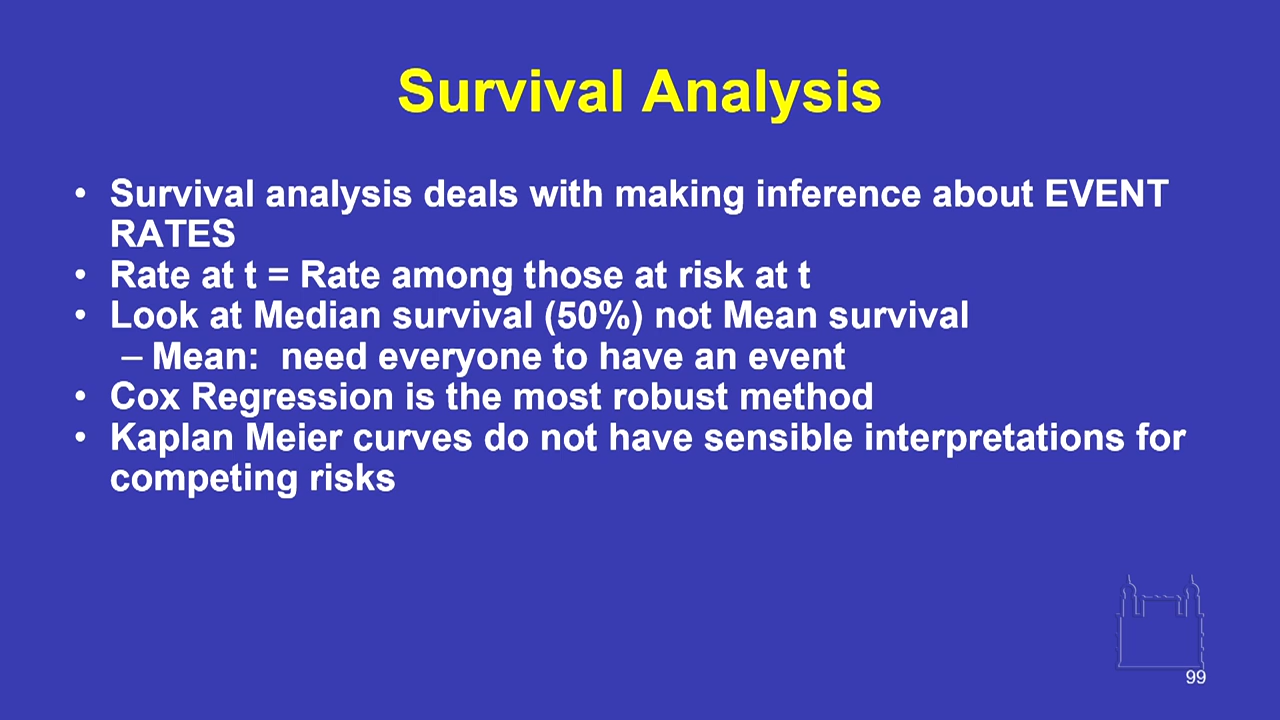 Survival Analysis
• Survival analysis deals with making inference about EVENT
RATES
• Rate at t = Rate among those at risk at t
• Look at Median survival (50%) not Mean survival
– Mean:  need everyone to have an event
• Cox Regression is the most robust method
• Kaplan Meier curves do not have sensible interpretations for
competing risks
99